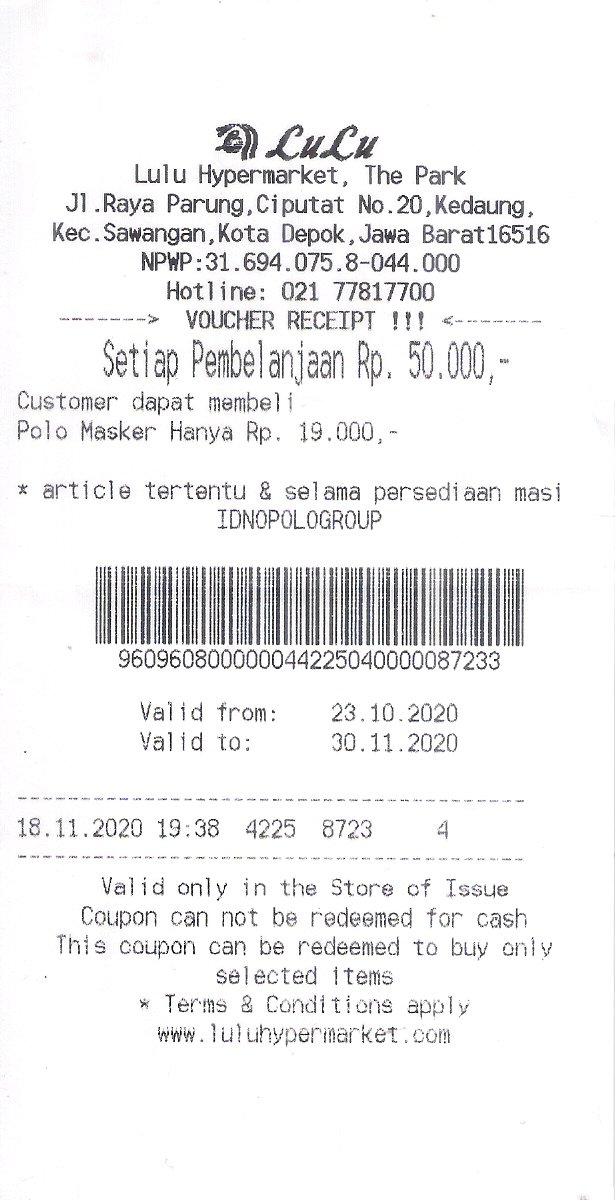 LuLu
Lulu Hypermarket, The Park
Jl.Raya Parung,Ciputat No.20,Kedaung,
Kec.Sawangan,Kota Depok,Jawa Barat16516
NPWP:31.694.075.8-044.000
Hotline: 021 77817700
-------> VOUCHER RECEIPT !!! <-------
Setiap Pembelanjaan Rp. 50.000,-
Customer dapat membeli
Polo Masker Hanya Rp. 19.000,-
* article tertentu & selama persediaan masi
IDNOPOLOGROUP
960960800000044225040000087233
Valid from: 23.10.2020
Valid to: 30.11.2020
18.11.2020 19:38 4225 8723 4
Valid only in the Store of Issue
Coupon can not be redeemed for cash
This coupon can be redeemed to buy only
selected items
* Terms & Conditions apply
www.luluhypermarket.com